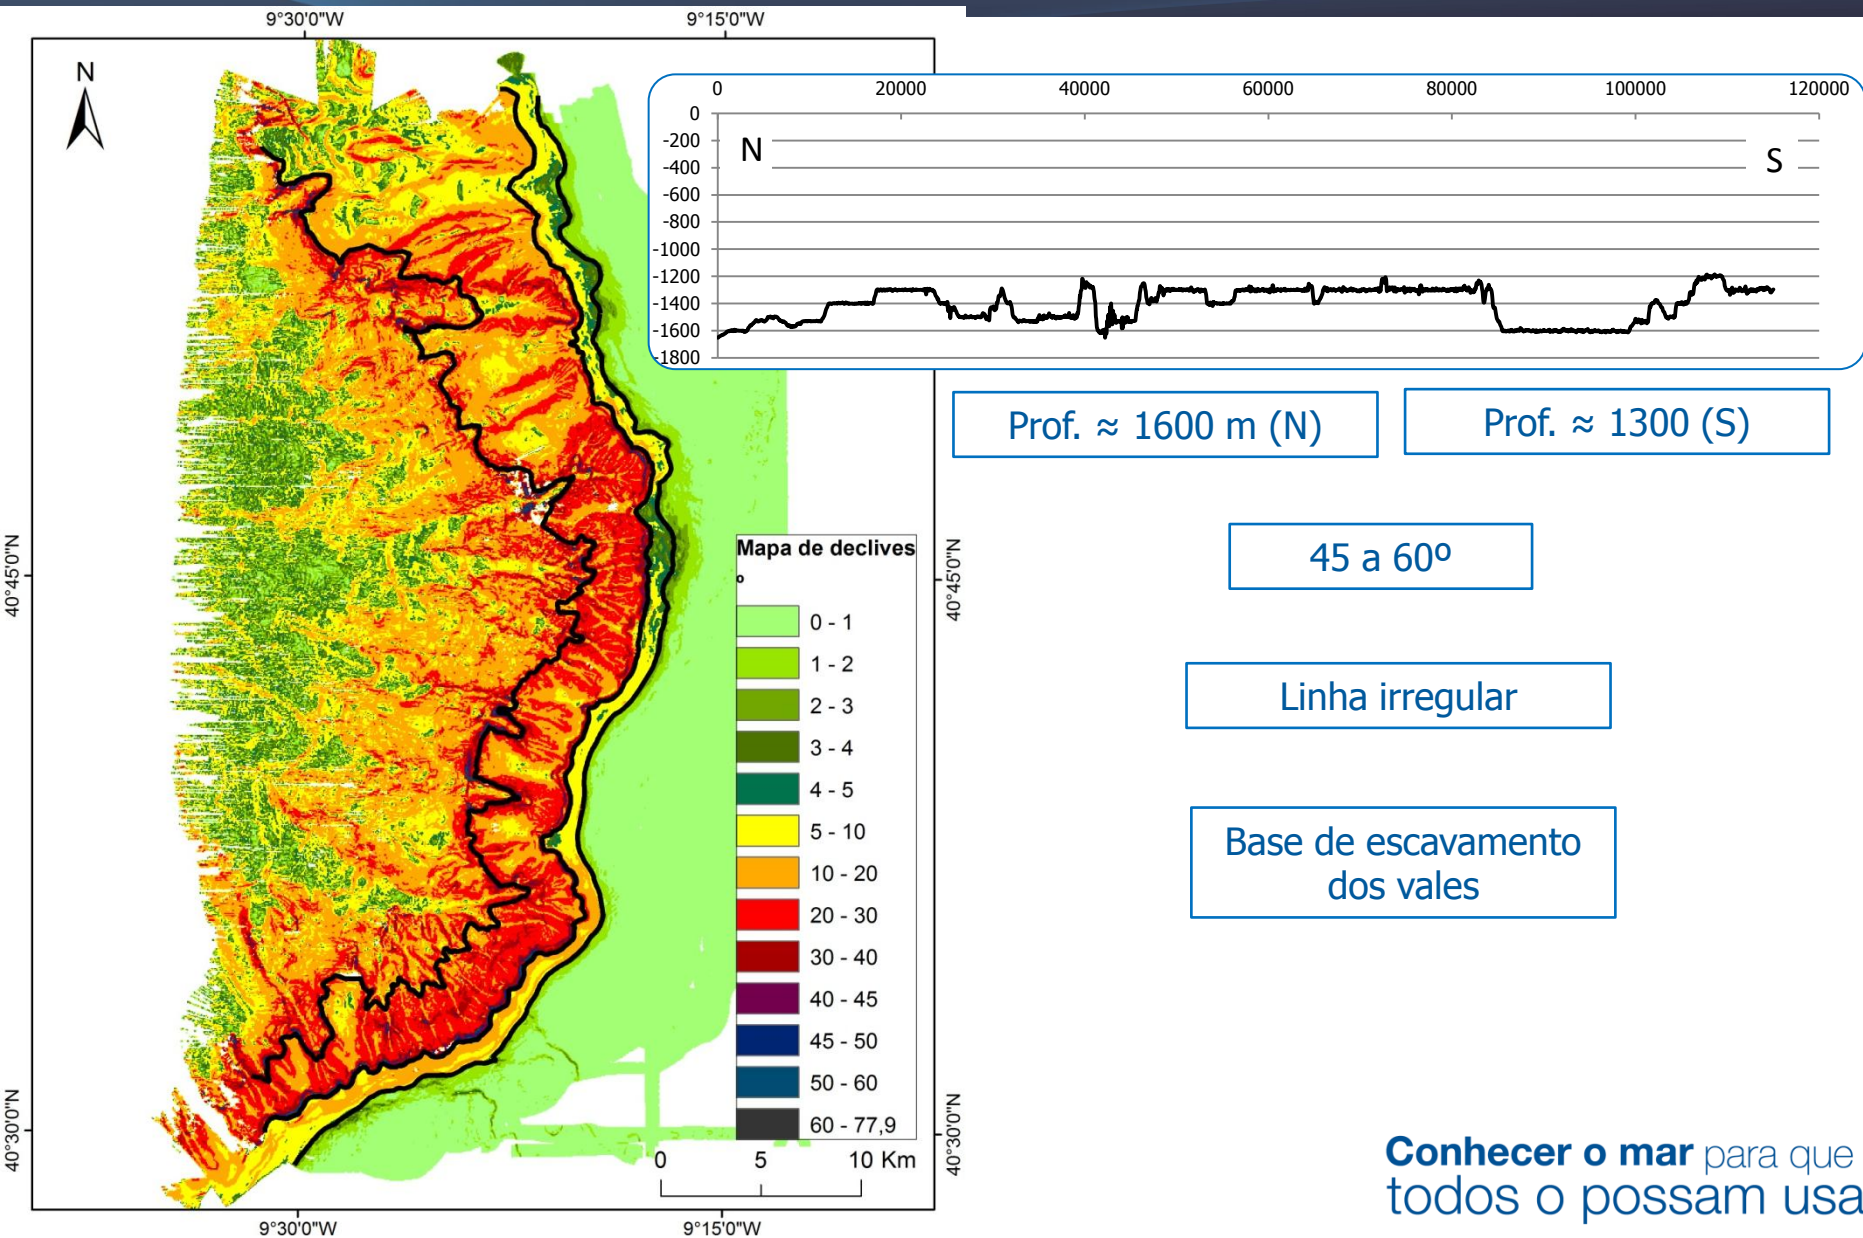 9°30'0"W
9°15'0"W
N
0
20000
40000
60000
80000
100000
120000
0
-200
-400
-600
-800
-1000
-1200
-1400
-1600
-1800
N
S
Prof. ≈ 1600 m (N)
Prof. ≈ 1300 (S)
45 a 60º
Linha irregular
Base de escavamento
dos vales
40°45'0"N
40°45'0"N
Mapa de declives
º
0 - 1
1 - 2
2 - 3
3 - 4
4 - 5
5 - 10
10 - 20
20 - 30
30 - 40
40 - 45
45 - 50
50 - 60
60 - 77,9
0 5 10 Km
40°30'0"N
40°30'0"N
9°30'0"W
9°15'0"W
Conhecer o mar para que
todos o possam usa